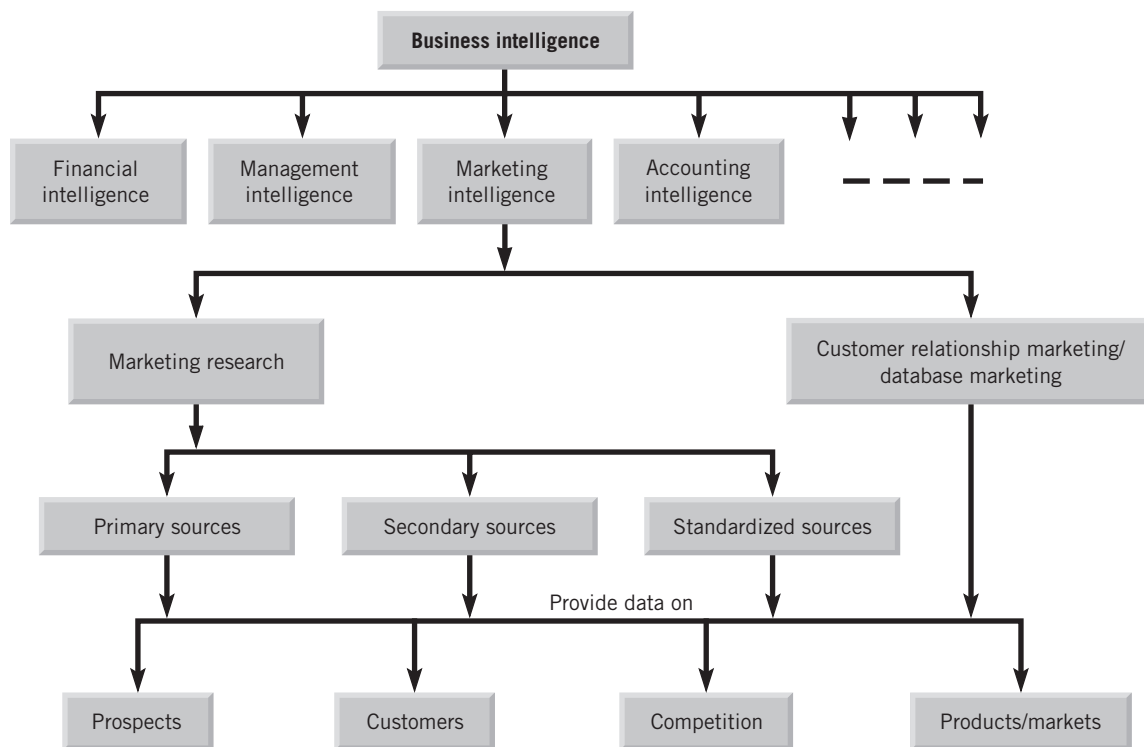 Business intelligence
Financial
intelligence
Management
intelligence
Marketing
intelligence
Accounting
intelligence
Marketing research
Customer relationship marketing/
database marketing
Primary sources
Secondary sources
Standardized sources
Provide data on
Prospects
Customers
Competition
Products/markets